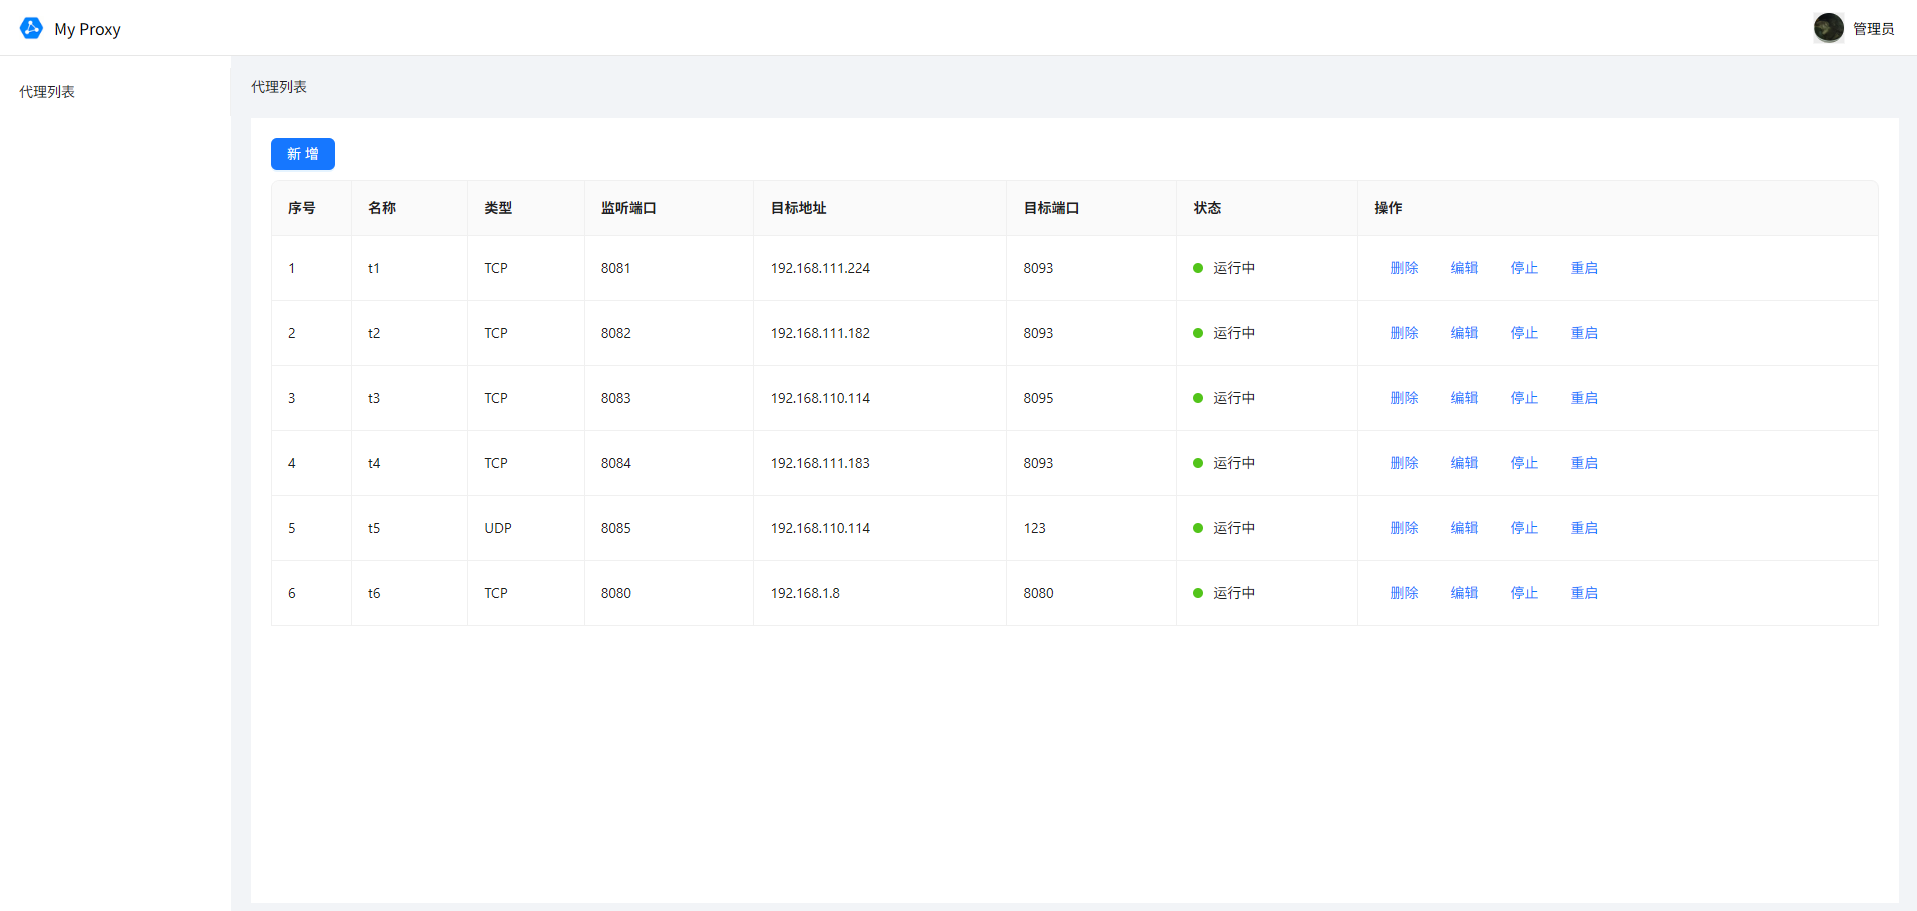 My Proxy
管理员
代理列表
代理列表
新 增
序号 名称 类型 监听端口 目标地址 目标端口 状态 操作
1 t1 TCP 8081 192.168.111.224 8093 运行中 删除 编辑 停止 重启
2 t2 TCP 8082 192.168.111.182 8093 运行中 删除 编辑 停止 重启
3 t3 TCP 8083 192.168.110.114 8095 运行中 删除 编辑 停止 重启
4 t4 TCP 8084 192.168.111.183 8093 运行中 删除 编辑 停止 重启
5 t5 UDP 8085 192.168.110.114 123 运行中 删除 编辑 停止 重启
6 t6 TCP 8080 192.168.1.8 8080 运行中 删除 编辑 停止 重启